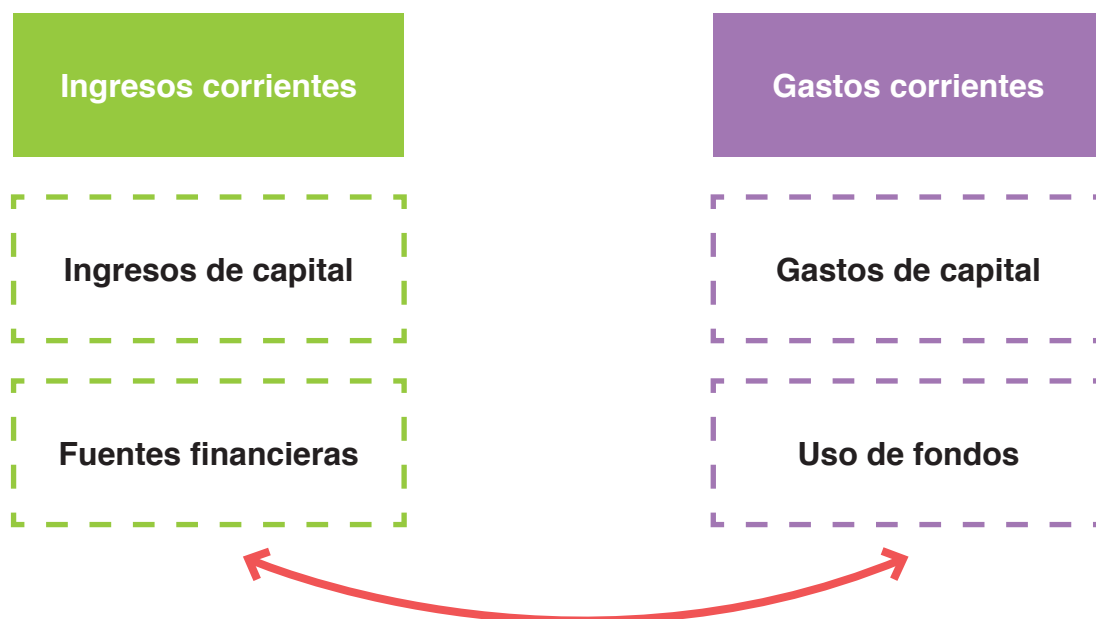 Ingresos corrientes
Gastos corrientes
Ingresos de capital
Gastos de capital
Fuentes financieras
Uso de fondos